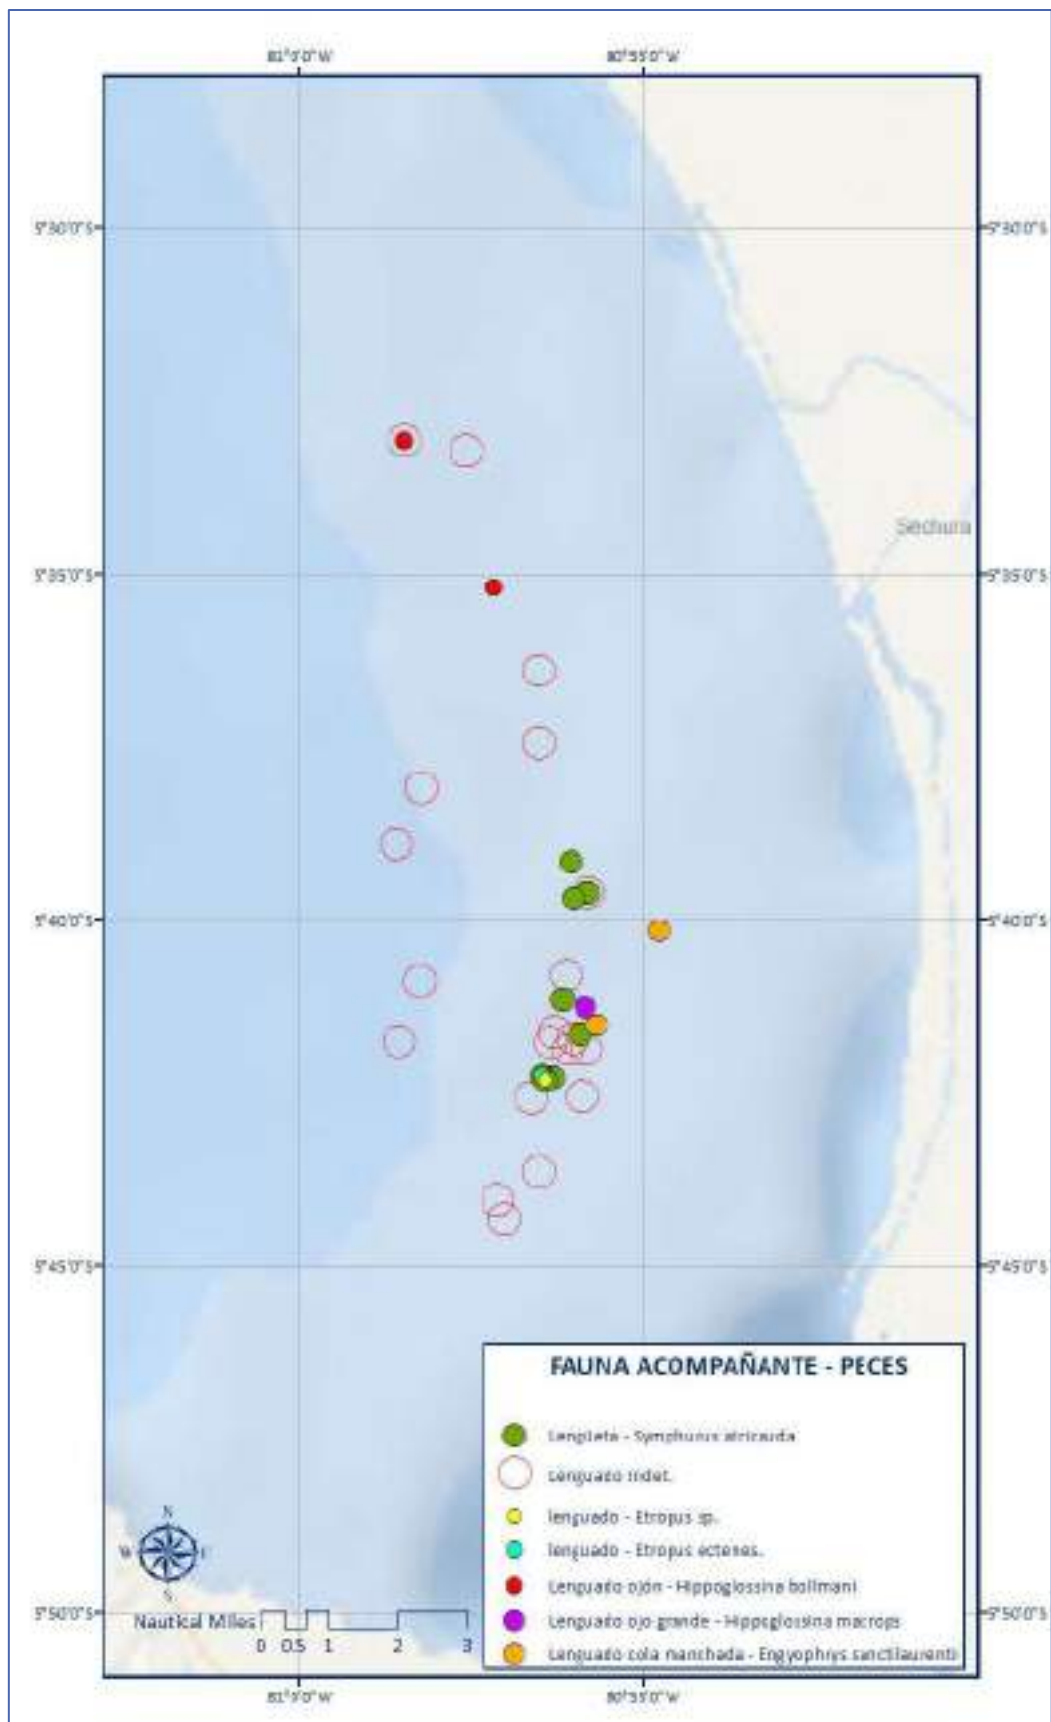 81°0'0"W 80°55'0"W
5°30'0"S 5°30'0"S
Sechura
5°35'0"S 5°35'0"S
5°40'0"S 5°40'0"S
5°45'0"S 5°45'0"S
FAUNA ACOMPAÑANTE - PECES
Lengüeta - Symphurus atricauda
Lenguado indet.
lenguado - Etropus sp.
lenguado - Etropus ectenes.
Lenguado ojón - Hippoglossina bollmani
Lenguado ojo grande - Hippoglossina macrops
Lenguado cola manchada - Engyophrys sanctilaurenti
N
W E
S
Nautical Miles
0 0.5 1 2 3
5°50'0"S 5°50'0"S
81°0'0"W 80°55'0"W